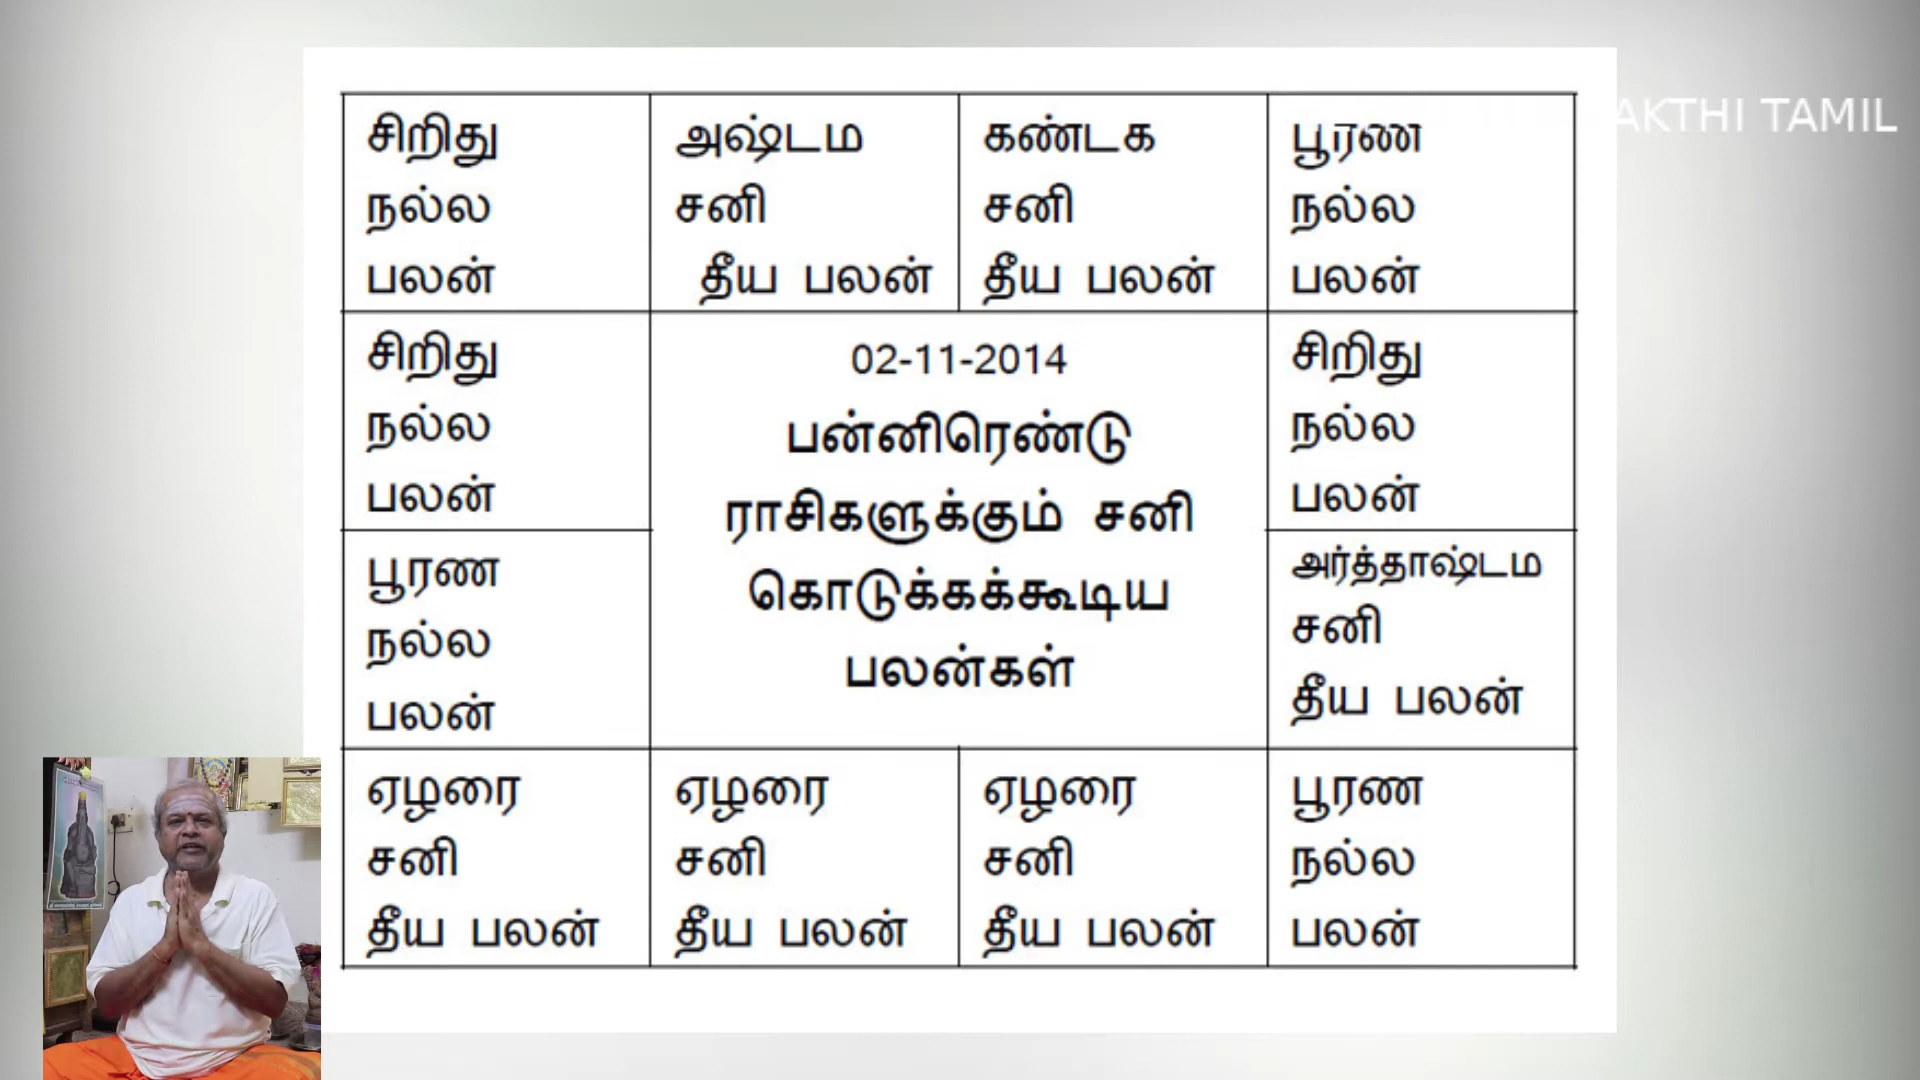 சிறிது
நல்ல
பலன்
அஷ்டம
சனி
தீய பலன்
கண்டக
சனி
தீய பலன்
பூரண
நல்ல
பலன்
AKTHI TAMIL
சிறிது
நல்ல
பலன்
02-11-2014
பன்னிரெண்டு
ராசிகளுக்கும் சனி
கொடுக்கக்கூடிய
பலன்கள்
சிறிது
நல்ல
பலன்
பூரண
நல்ல
பலன்
அர்த்தாஷ்டம
சனி
தீய பலன்
ஏழரை
சனி
தீய பலன்
ஏழரை
சனி
தீய பலன்
ஏழரை
சனி
தீய பலன்
பூரண
நல்ல
பலன்